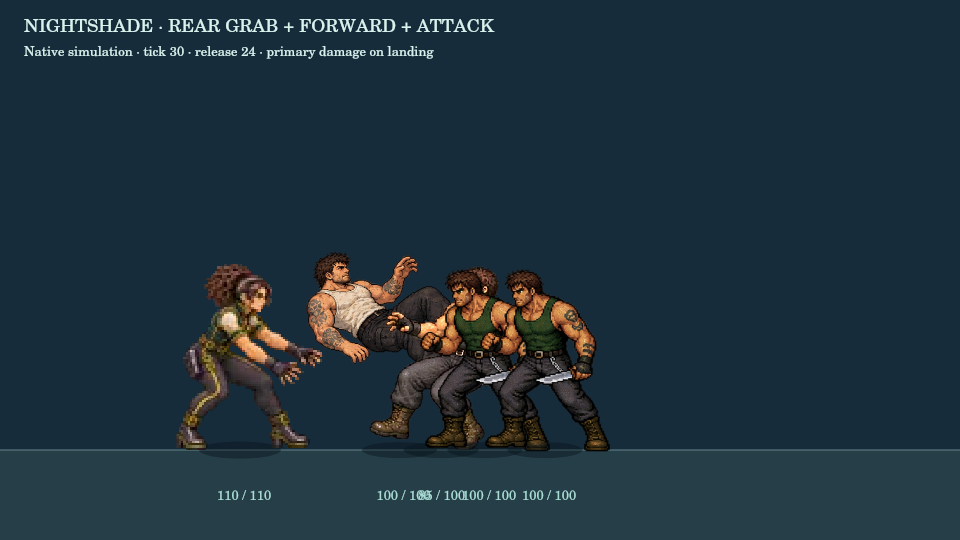 NIGHTSHADE · REAR GRAB + FORWARD + ATTACK
Native simulation · tick 30 · release 24 · primary damage on landing
110 / 110 100 / / 100 100 / 100 100 / 100